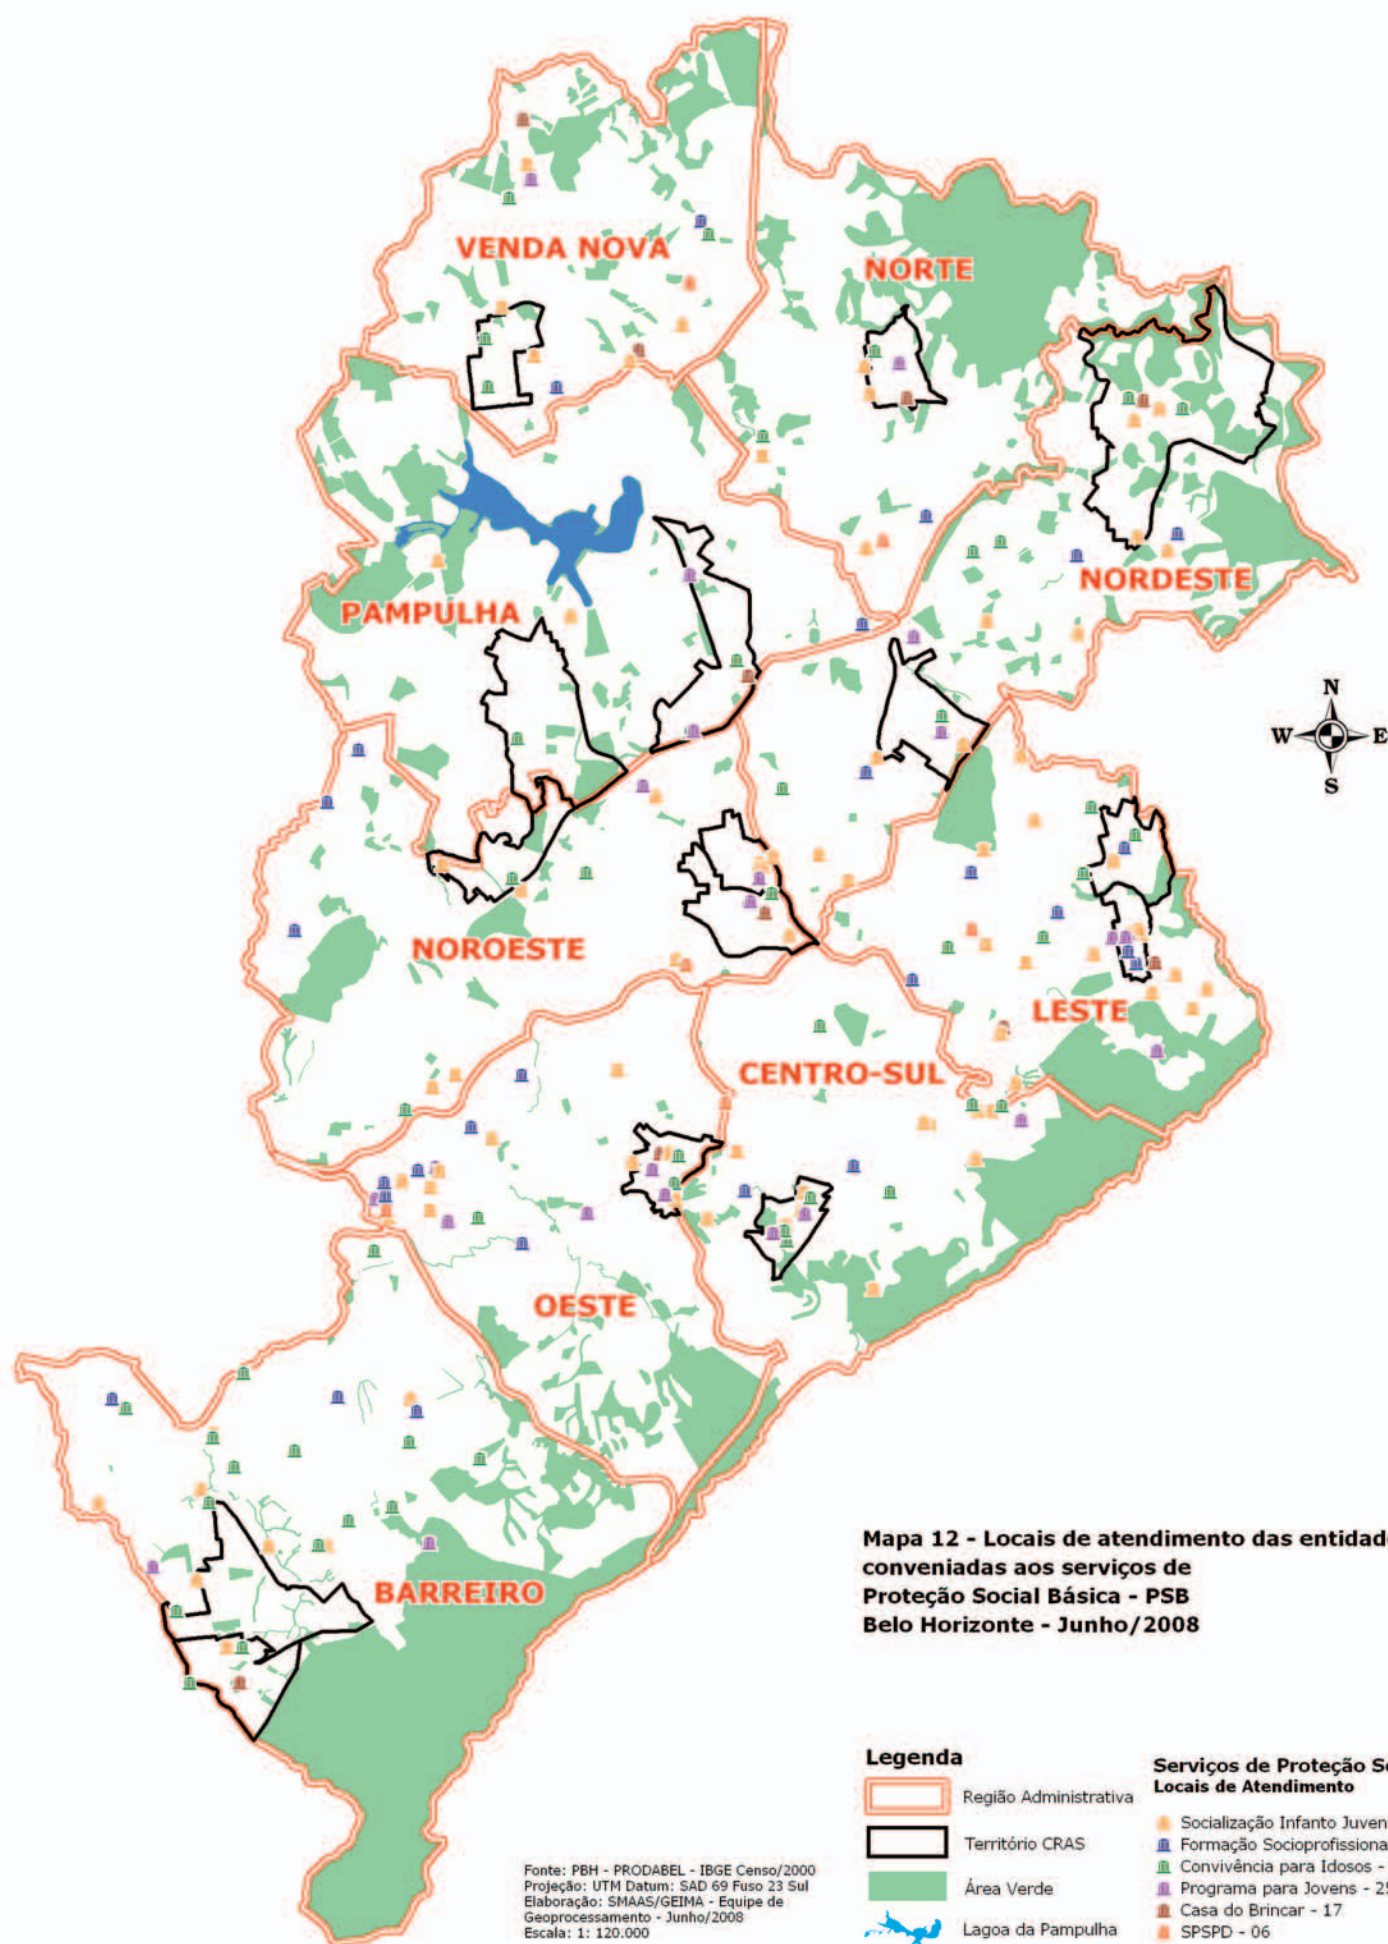 VENDA NOVA
NORTE
NORDESTE
PAMPULHA
N
W E
S
NOROESTE
LESTE
CENTRO-SUL
OESTE
BARREIRO
Mapa 12 - Locais de atendimento das entidad
conveniadas aos serviços de
Proteção Social Básica - PSB
Belo Horizonte - Junho/2008
Legenda
Região Administrativa
Território CRAS
Área Verde
Lagoa da Pampulha
Serviços de Proteção So
Locais de Atendimento
Socialização Infanto Juven
Formação Socioprofissiona
Convivência para Idosos -
Programa para Jovens - 25
Casa do Brincar - 17
SPSPD - 06
Fonte: PBH - PRODABEL - IBGE Censo/2000
Projeção: UTM Datum: SAD 69 Fuso 23 Sul
Elaboração: SMAAS/GEIMA - Equipe de
Geoprocessamento - Junho/2008
Escala: 1: 120.000